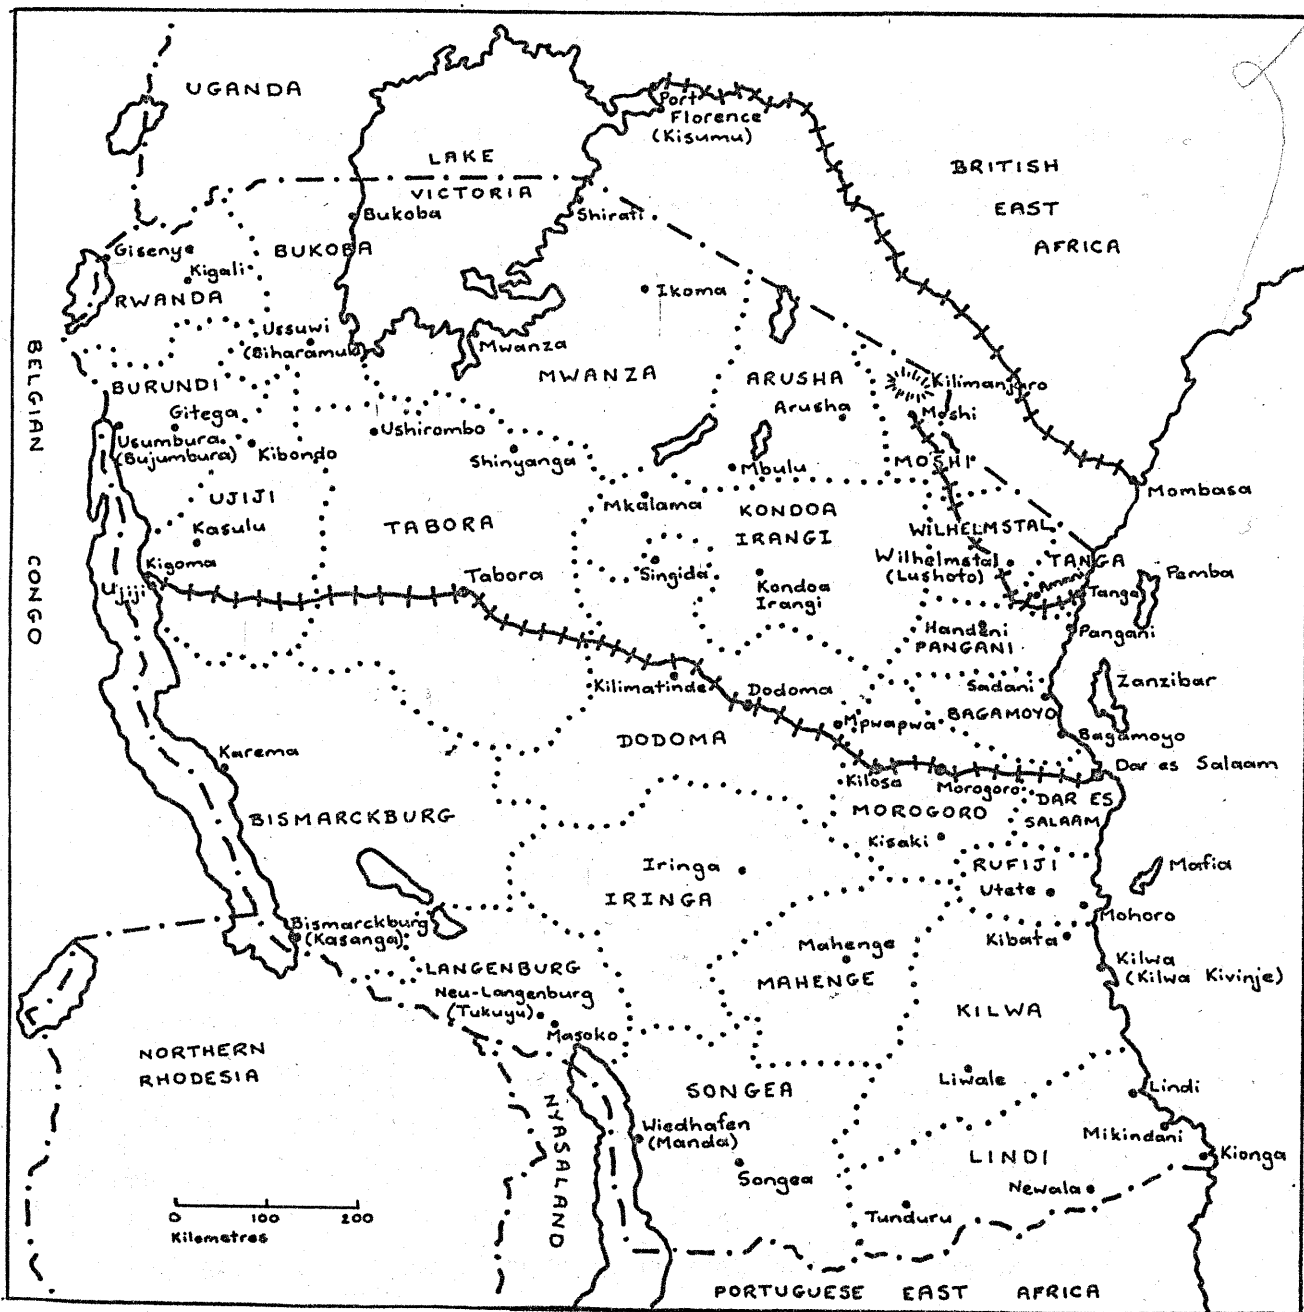 UGANDA
Port
Florence
(Kisumu)
LAKE
VICTORIA
BRITISH
EAST
AFRICA
Bukoba
Shirati
BUKOBA
Gisenye
Kigali
RWANDA
Ikoma
Ussuwi
(Biharamulo)
Mwanza
MWANZA
BELGIAN
CONGO
BURUNDI
Gitega
Usumbura
(Bujumbura)
Kibondo
Ushirombo
Shinyanga
ARUSHA
Arusha
Kilimanjaro
Moshi
MOSHI
Mbulu
Mombasa
UJIJI
Kasulu
TABORA
Mkalama
KONDOA
IRANGI
WILHELMSTAL
Wilhelmstal
(Lushoto)
TANGA
Amani
Tanga
Pemba
Kigoma
Ujiji
Tabora
Singida
Kondoa
Irangi
Handeni
PANGANI
Pangani
Kilimatinde
Dodoma
Sadani
Zanzibar
BAGAMOYO
Mpwapwa
Bagamoyo
DODOMA
Karema
Kilosa
Morogoro
Dar es Salaam
MOROGORO
DAR ES
SALAAM
BISMARCKBURG
Kisaki
Iringa
IRINGA
RUFIJI
Utete
Mafia
Mohoro
Bismarckburg
(Kasanga)
Mahenge
MAHENGE
Kibata
Kilwa
(Kilwa Kivinje)
LANGENBURG
Neu-Langenburg
(Tukuyu)
Masoko
KILWA
NORTHERN
RHODESIA
SONGEA
Liwale
Lindi
NYASALAND
Wiedhafen
(Manda)
Mikindani
LINDI
Kionga
Songea
Newala
Tunduru
0 100 200
Kilometres
PORTUGUESE EAST AFRICA